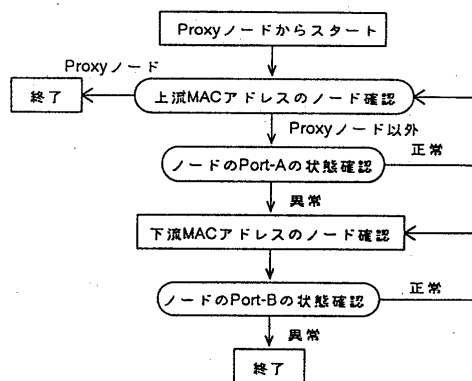 Proxyノードからスタート
Proxyノード
終了
上流MACアドレスのノード確認
Proxyノード以外
正常
ノードのPort-Aの状態確認
異常
下流MACアドレスのノード確認
正常
ノードのPort-Bの状態確認
異常
終了